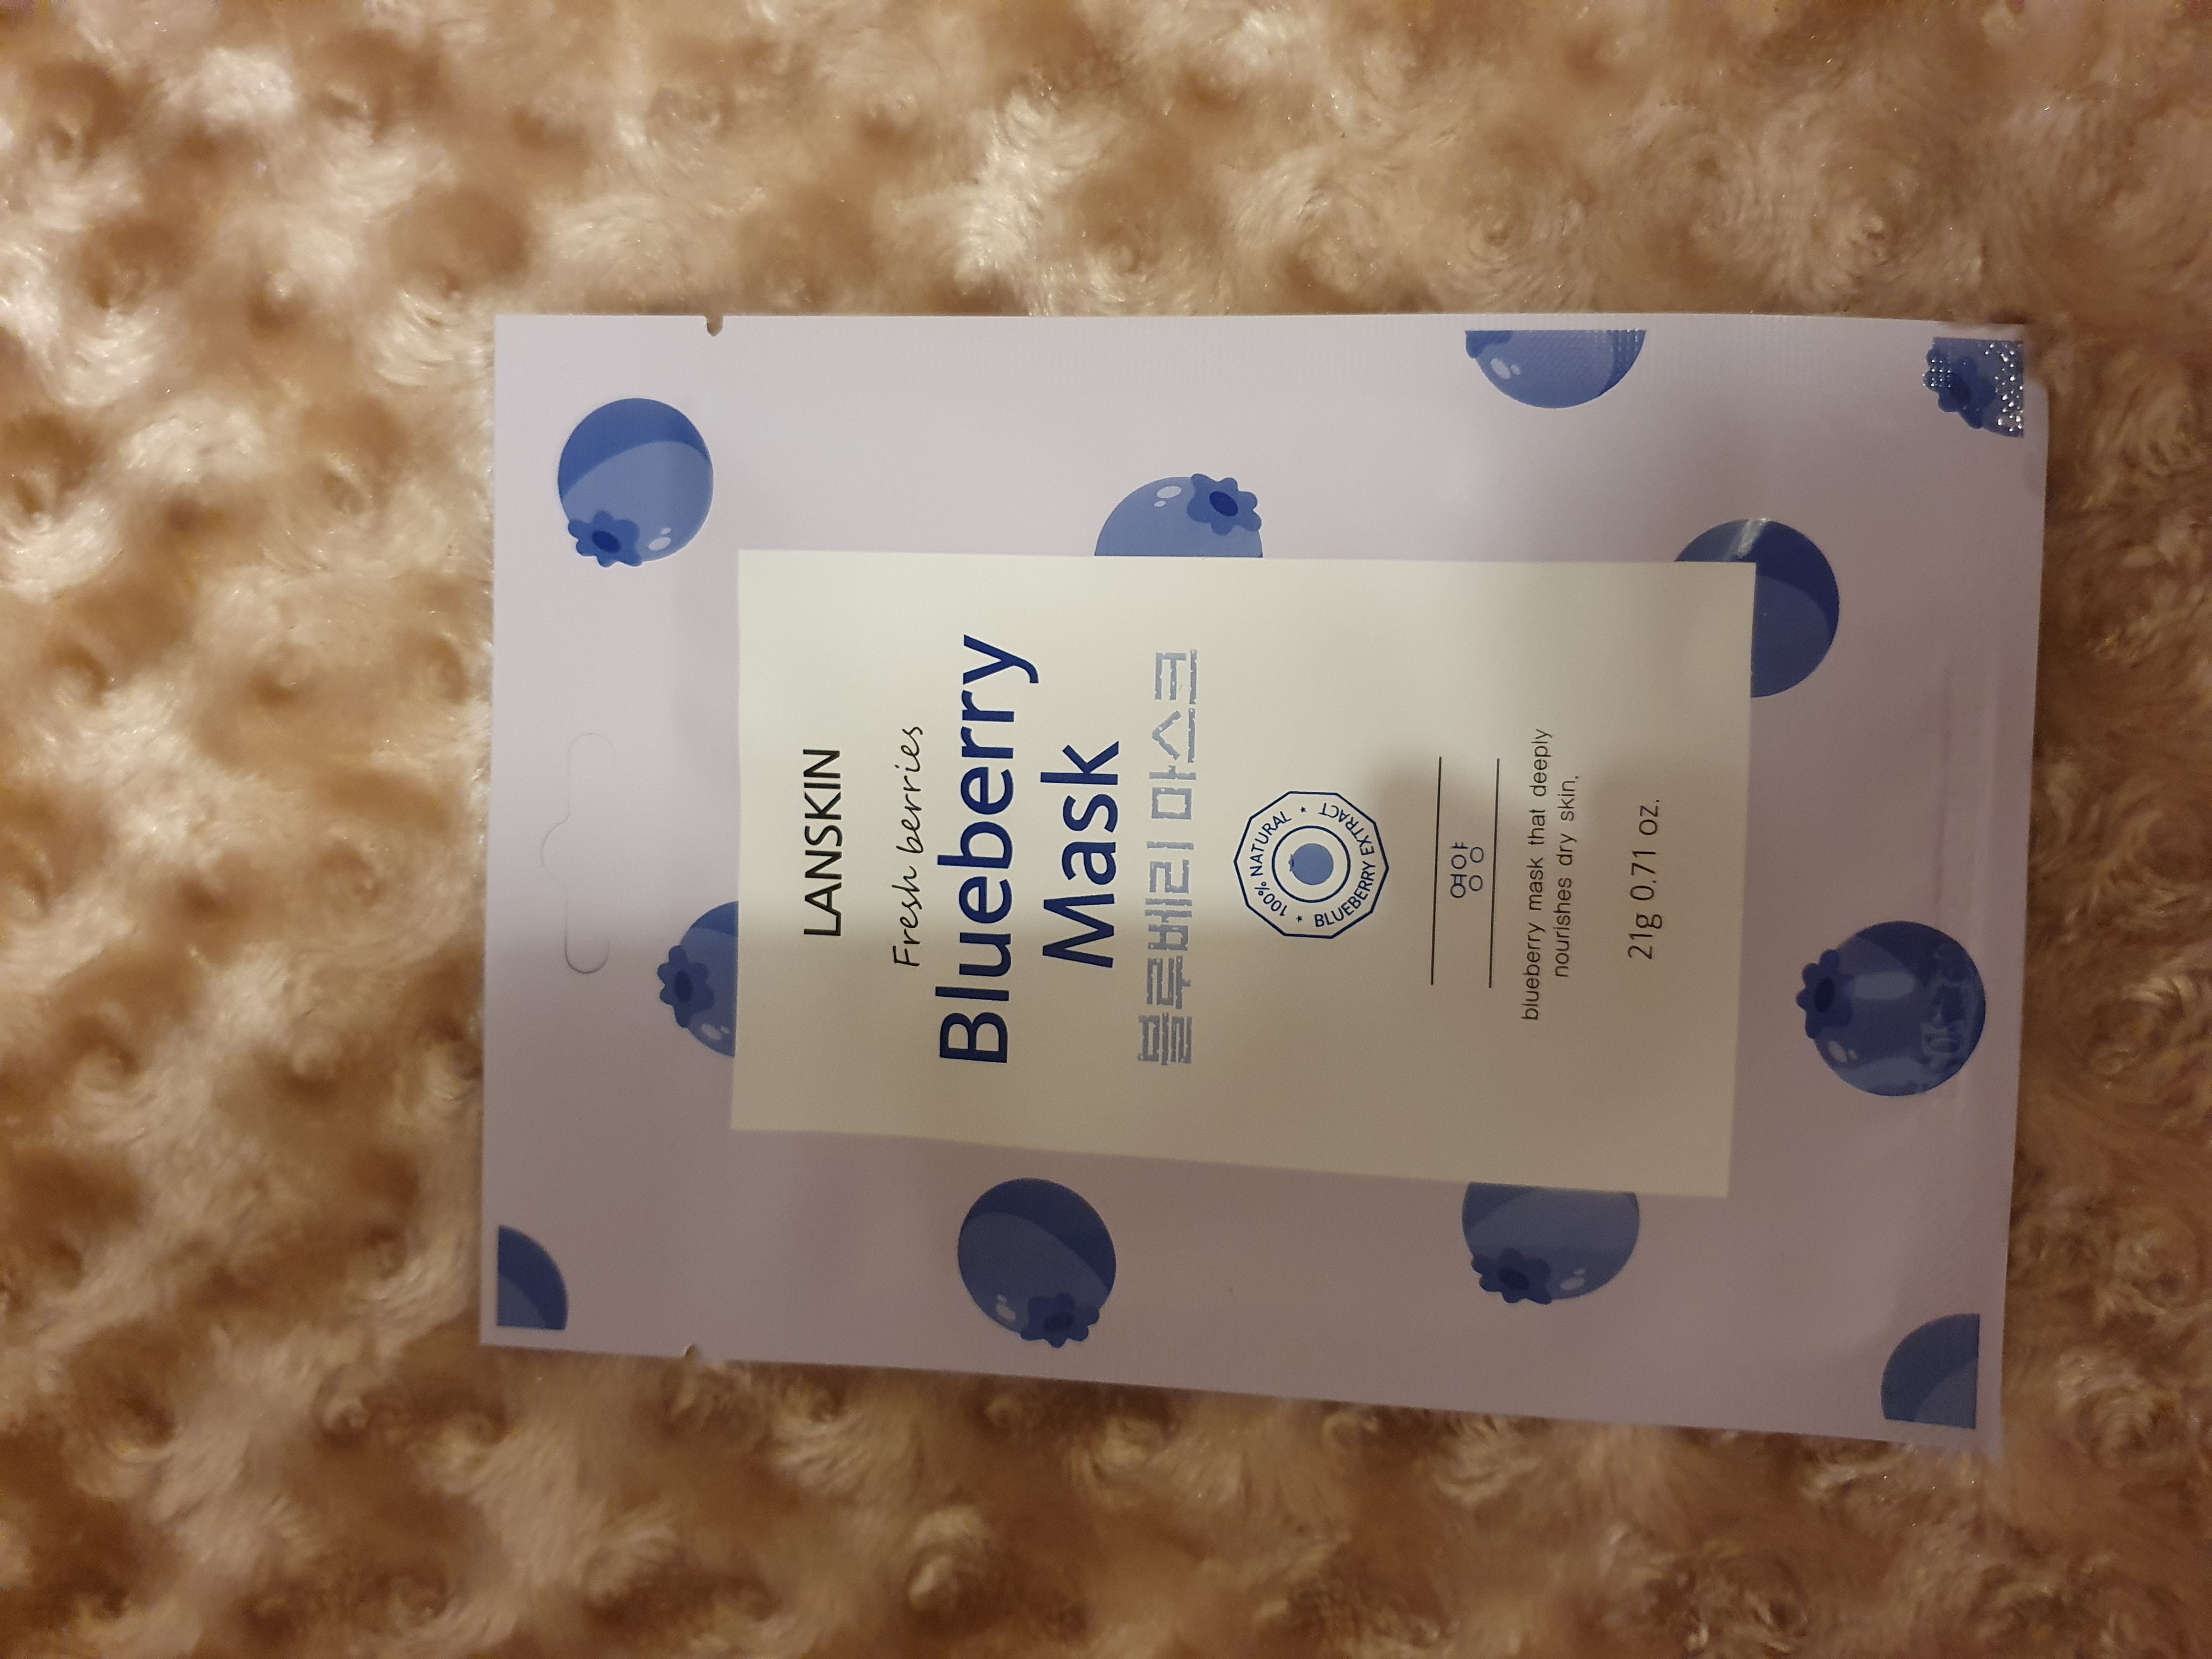 LANSKIN
Fresh berries
Blueberry
Mask
블루베리 마스크
100% NATURAL * BLUEBERRY EXTRACT *
영양
blueberry mask that deeply
nourishes dry skin.
21g 0.71 oz.